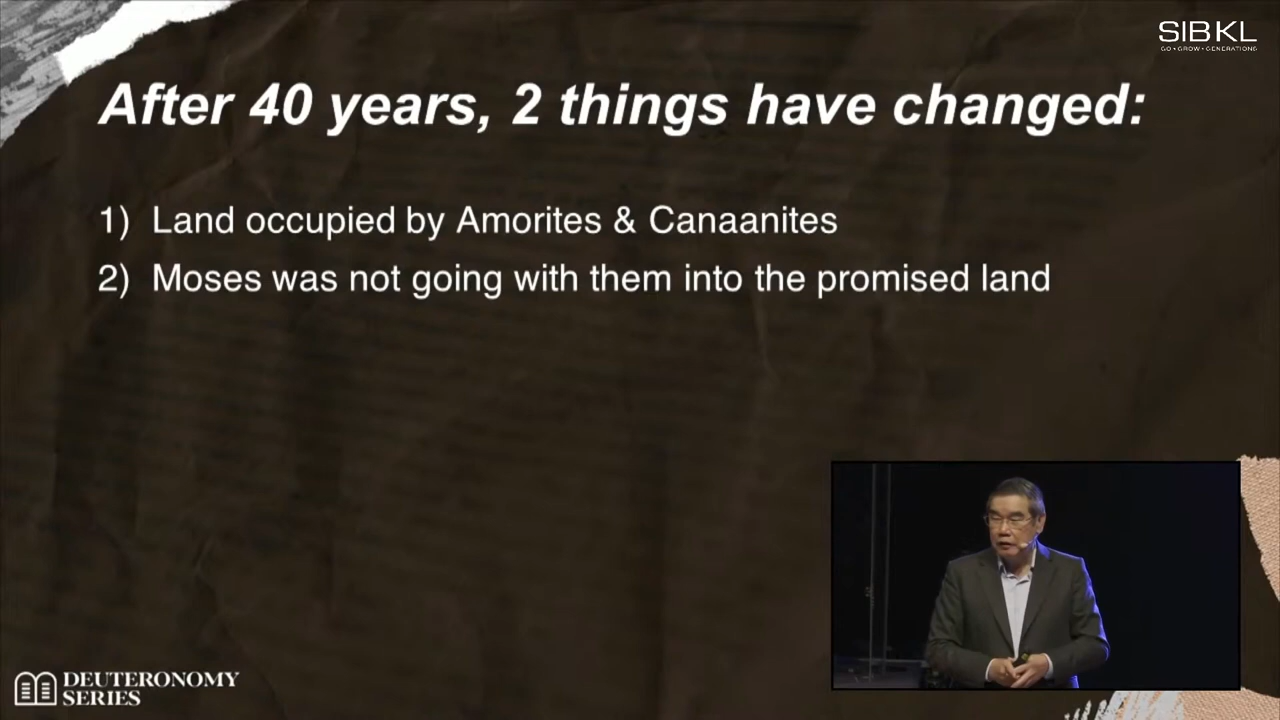 SIBKL
GO • GROW • GENERATIONS
After 40 years, 2 things have changed:
1) Land occupied by Amorites & Canaanites
2) Moses was not going with them into the promised land
DEUTERONOMY
SERIES